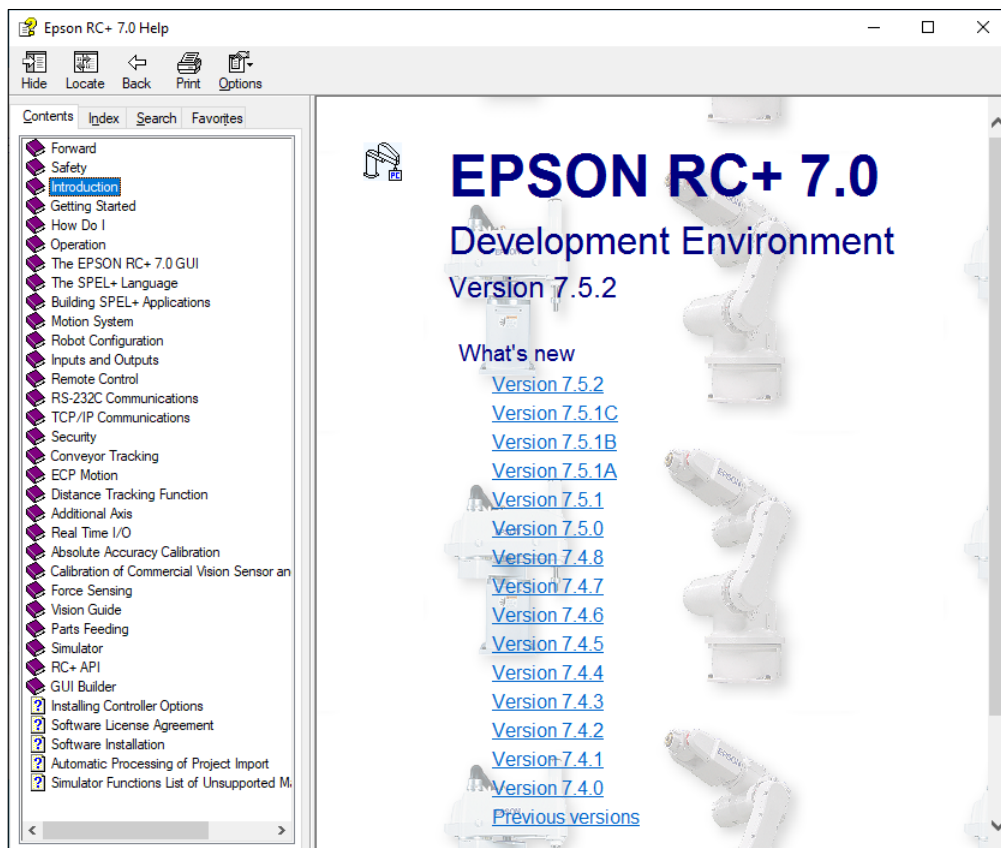 Epson RC+ 7.0 Help
Hide Locate Back Print Options
Contents Index Search Favorites
Forward
Safety
Introduction
Getting Started
How Do I
Operation
The EPSON RC+ 7.0 GUI
The SPEL+ Language
Building SPEL+ Applications
Motion System
Robot Configuration
Inputs and Outputs
Remote Control
RS-232C Communications
TCP/IP Communications
Security
Conveyor Tracking
ECP Motion
Distance Tracking Function
Additional Axis
Real Time I/O
Absolute Accuracy Calibration
Calibration of Commercial Vision Sensor an
Force Sensing
Vision Guide
Parts Feeding
Simulator
RC+ API
GUI Builder
Installing Controller Options
Software License Agreement
Software Installation
Automatic Processing of Project Import
Simulator Functions List of Unsupported Ma
PC
EPSON RC+ 7.0
Development Environment
Version 7.5.2
What's new
Version 7.5.2
Version 7.5.1C
Version 7.5.1B
Version 7.5.1A
Version 7.5.1
Version 7.5.0
Version 7.4.8
Version 7.4.7
Version 7.4.6
Version 7.4.5
Version 7.4.4
Version 7.4.3
Version 7.4.2
Version 7.4.1
Version 7.4.0
Previous versions